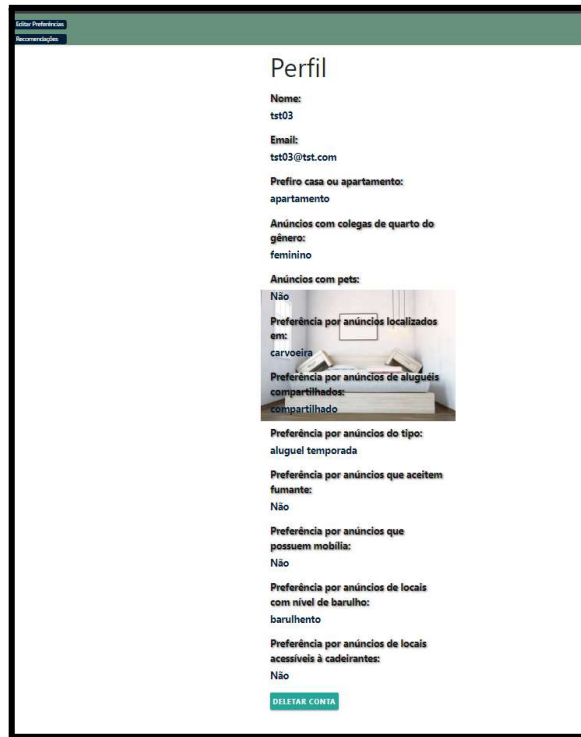 Editar Preferências
Recomendações
Perfil
Nome:
tst03
Email:
tst03@tst.com
Prefiro casa ou apartamento:
apartamento
Anúncios com colegas de quarto do
gênero:
feminino
Anúncios com pets:
Não
Preferência por anúncios localizados
em:
carvoeira
Preferência por anúncios de aluguéis
compartilhados:
compartilhado
Preferência por anúncios do tipo:
aluguel temporada
Preferência por anúncios que aceitem
fumante:
Não
Preferência por anúncios que
possuem mobília:
Não
Preferência por anúncios de locais
com nível de barulho:
barulhento
Preferência por anúncios de locais
acessíveis à cadeirantes:
Não
DELETAR CONTA